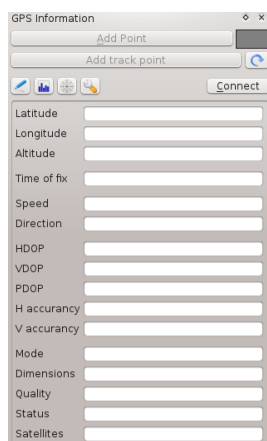 GPS Information
Add Point
Add track point
Connect
Latitude
Longitude
Altitude
Time of fix
Speed
Direction
HDOP
VDOP
PDOP
H accurancy
V accurancy
Mode
Dimensions
Quality
Status
Satellites